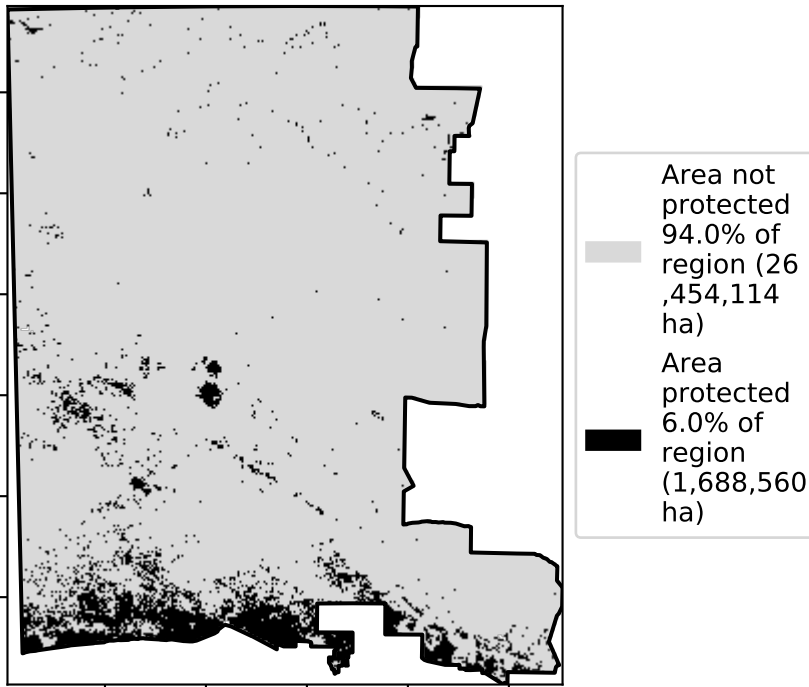 Area not
protected
94.0% of
region (26
,454,114
ha)
Area
protected
6.0% of
region
(1,688,560
ha)